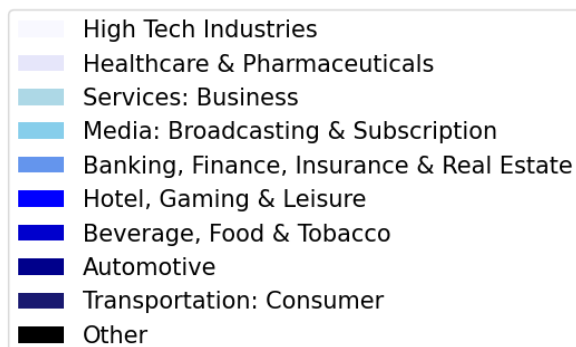 High Tech Industries
Healthcare & Pharmaceuticals
Services: Business
Media: Broadcasting & Subscription
Banking, Finance, Insurance & Real Estate
Hotel, Gaming & Leisure
Beverage, Food & Tobacco
Automotive
Transportation: Consumer
Other